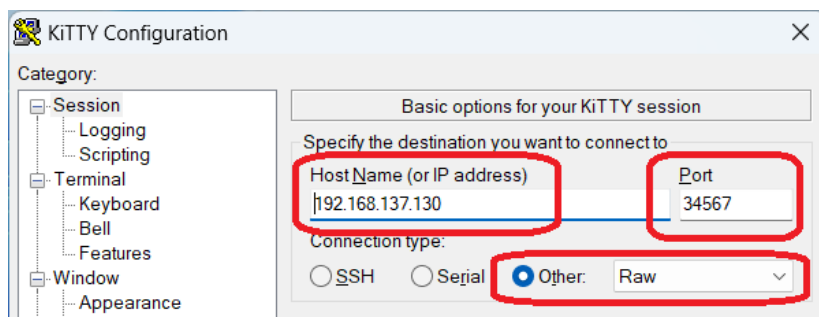 KiTTY Configuration
Category:
Session
Logging
Scripting
Terminal
Keyboard
Bell
Features
Window
Appearance
Basic options for your KiTTY session
Specify the destination you want to connect to
Host Name (or IP address) Port
192.168.137.130 34567
Connection type:
SSH Serial Other: Raw